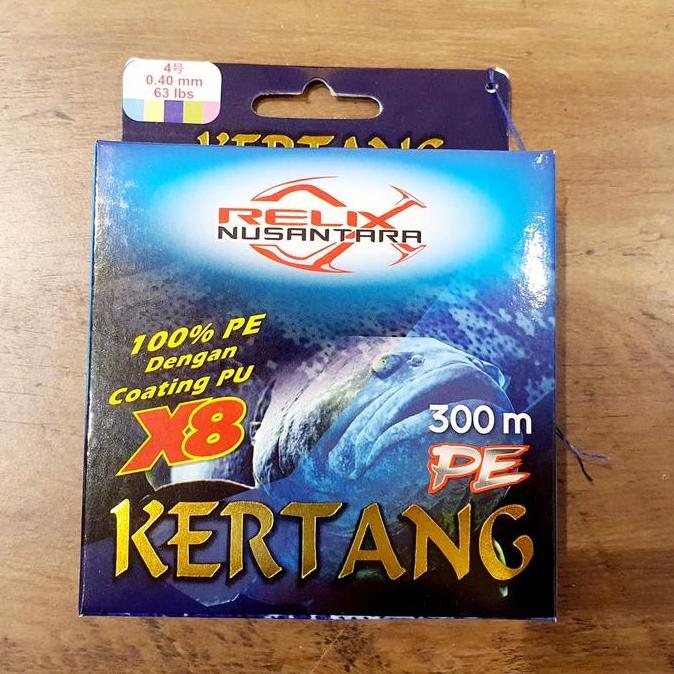 4号
0.40 mm
63 lbs
KERTANG
RELIX
NUSANTARA
100% PE
Dengan
Coating PU
X8
300 m
PE
KERTANG